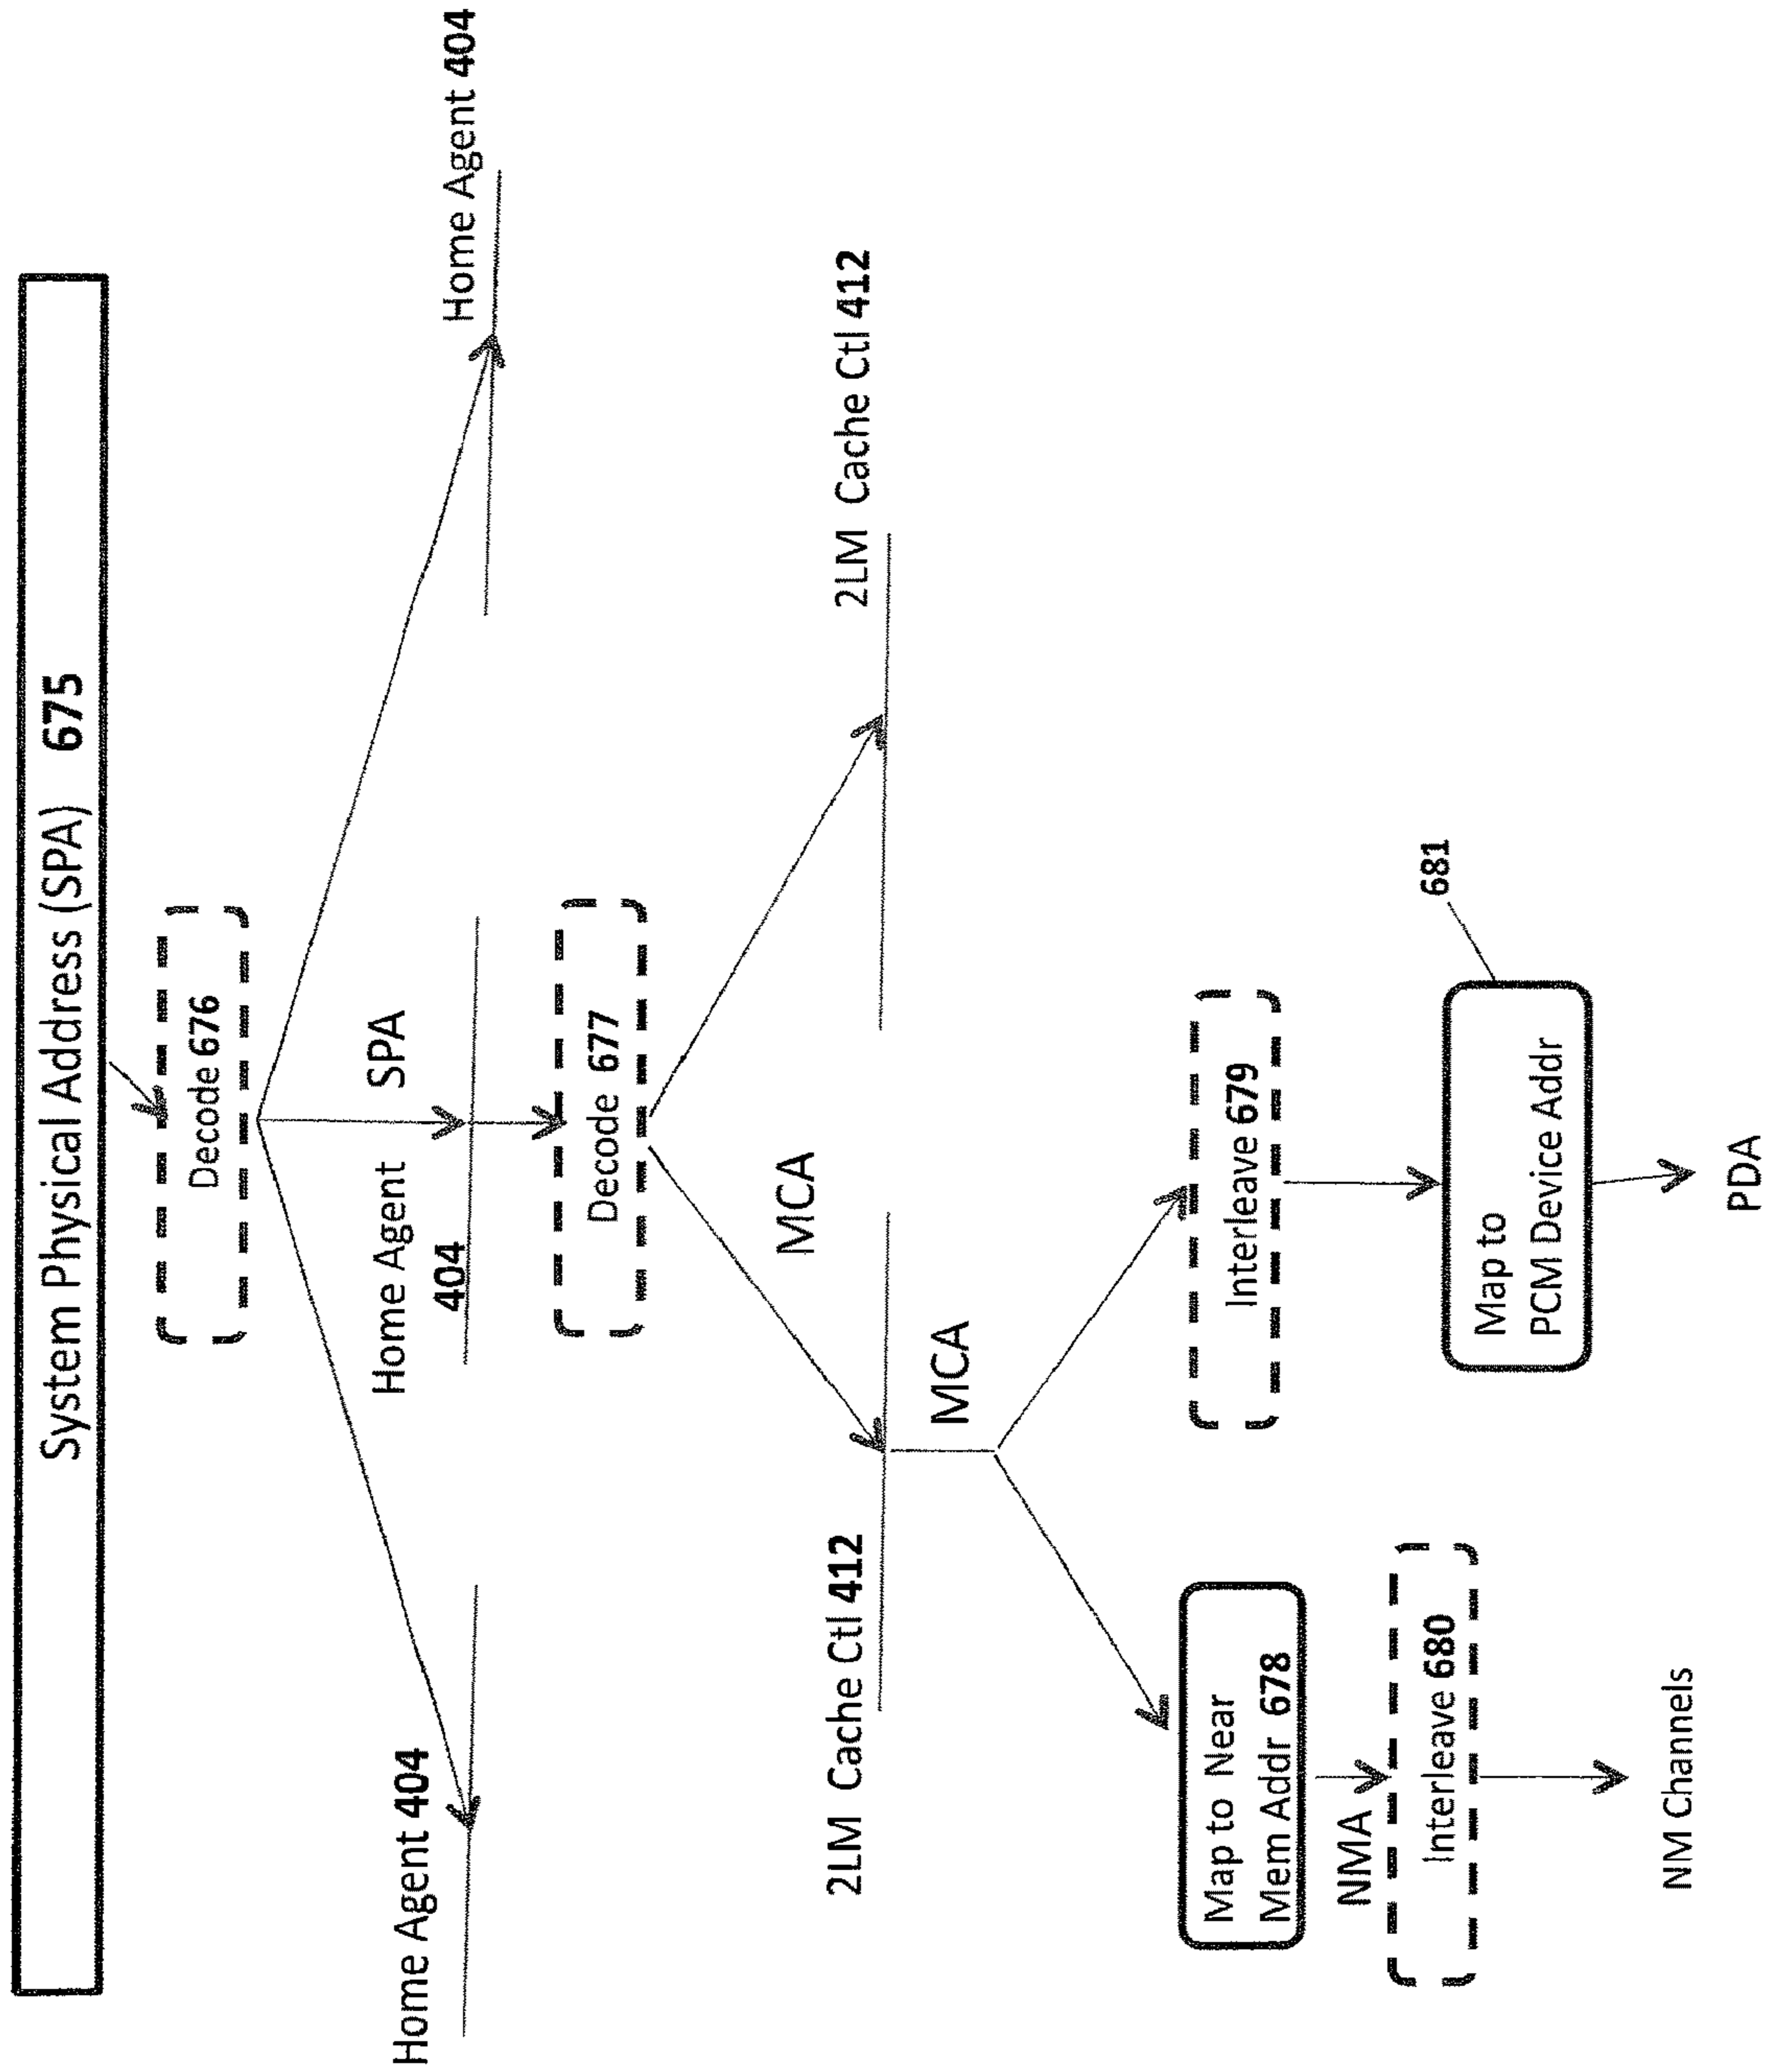 System Physical Address (SPA) 675
Decode 676
Home Agent 404
Home Agent
404
SPA
Home Agent 404
Decode 677
MCA
2LM Cache Ctl 412
2LM Cache Ctl 412
MCA
Map to Near
Mem Addr 678
Interleave 679
NMA
Interleave 680
681
Map to
PCM Device Addr
NM Channels
PDA